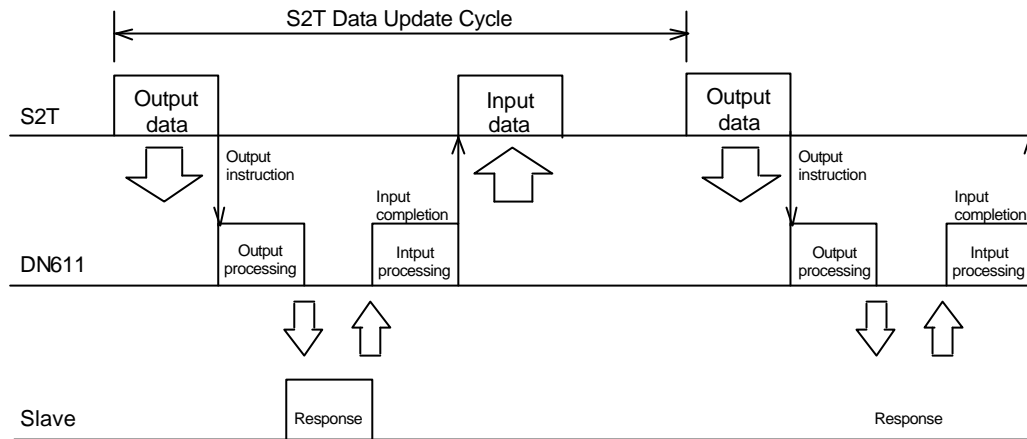 S2T Data Update Cycle
S2T
Output
data
Input
data
Output
data
Output
instruction
Input
completion
Output
instruction
Input
completion
DN611
Output
processing
Intput
processing
Output
processing
Intput
processing
Slave
Response
Response